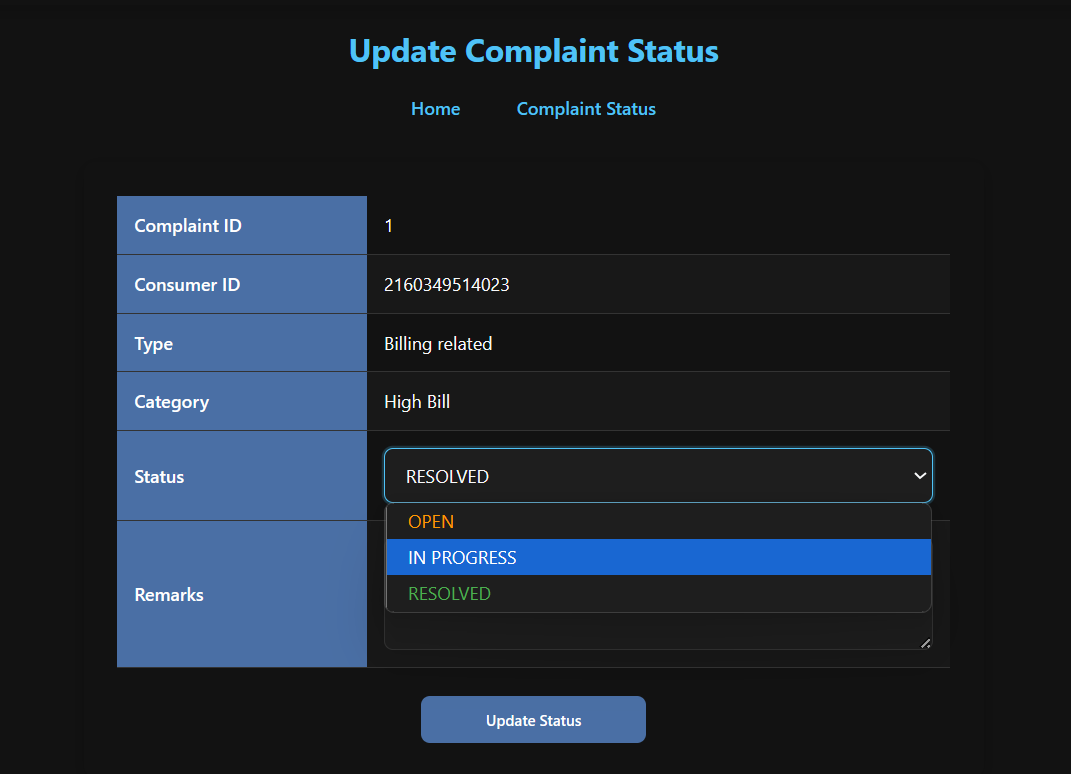 Update Complaint Status
Home Complaint Status
Complaint ID 1
Consumer ID 2160349514023
Type Billing related
Category High Bill
Status RESOLVED
OPEN
IN PROGRESS
Remarks
RESOLVED
Update Status